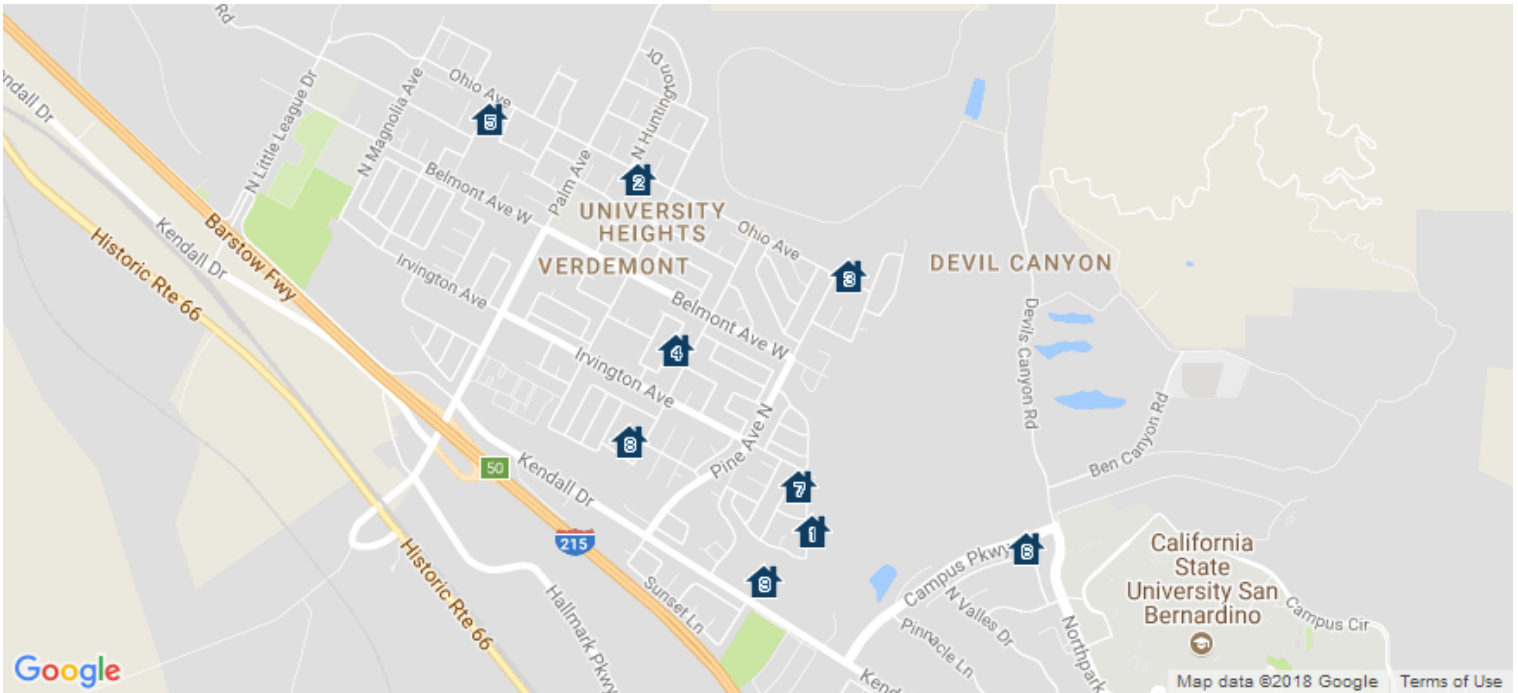 Rd
Kendall Dr
N Little League Dr
N Magnolia Ave
Ohio Ave
5
Palm Ave
N Huntington Dr
2
Belmont Ave W
UNIVERSITY
HEIGHTS
VERDEMONT
Ohio Ave
3
DEVIL CANYON
Kendall Dr
Barstow Fwy
Historic Rte 66
Irvington Ave
Belmont Ave W
4
Irvington Ave
Devils Canyon Rd
8
Pine Ave N
Ben Canyon Rd
50
Kendall Dr
7
1
215
6
Historic Rte 66
Hallmark Pkwy
Sunset Ln
9
Campus Pkwy
N Valles Dr
Pinnacle Ln
Northpark
California
State
University San
Bernardino
Campus Cir
Google
Map data ©2018 Google
Terms of Use